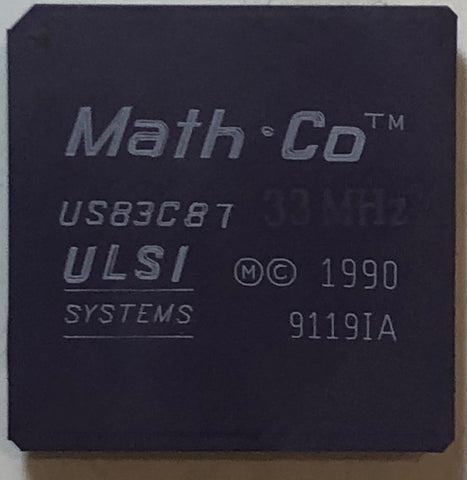 Math·Co™
US83C87 33 MHz
ULSI Ⓜ© 1990
SYSTEMS 9119IA